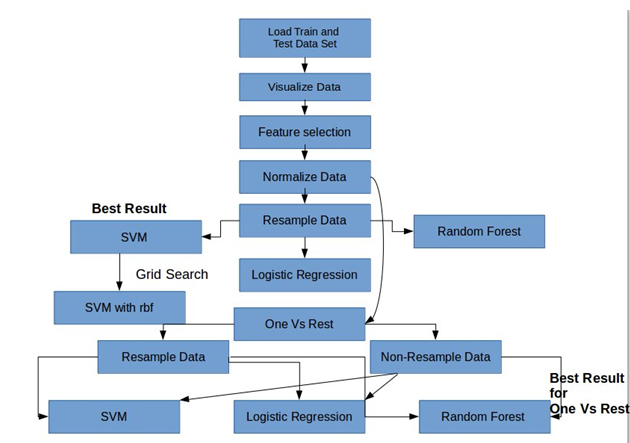 Load Train and
Test Data Set
Visualize Data
Feature selection
Normalize Data
Best Result
Resample Data
SVM
Random Forest
Grid Search
Logistic Regression
SVM with rbf
One Vs Rest
Resample Data
Non-Resample Data
Best Result
for
One Vs Rest
SVM
Logistic Regression
Random Forest